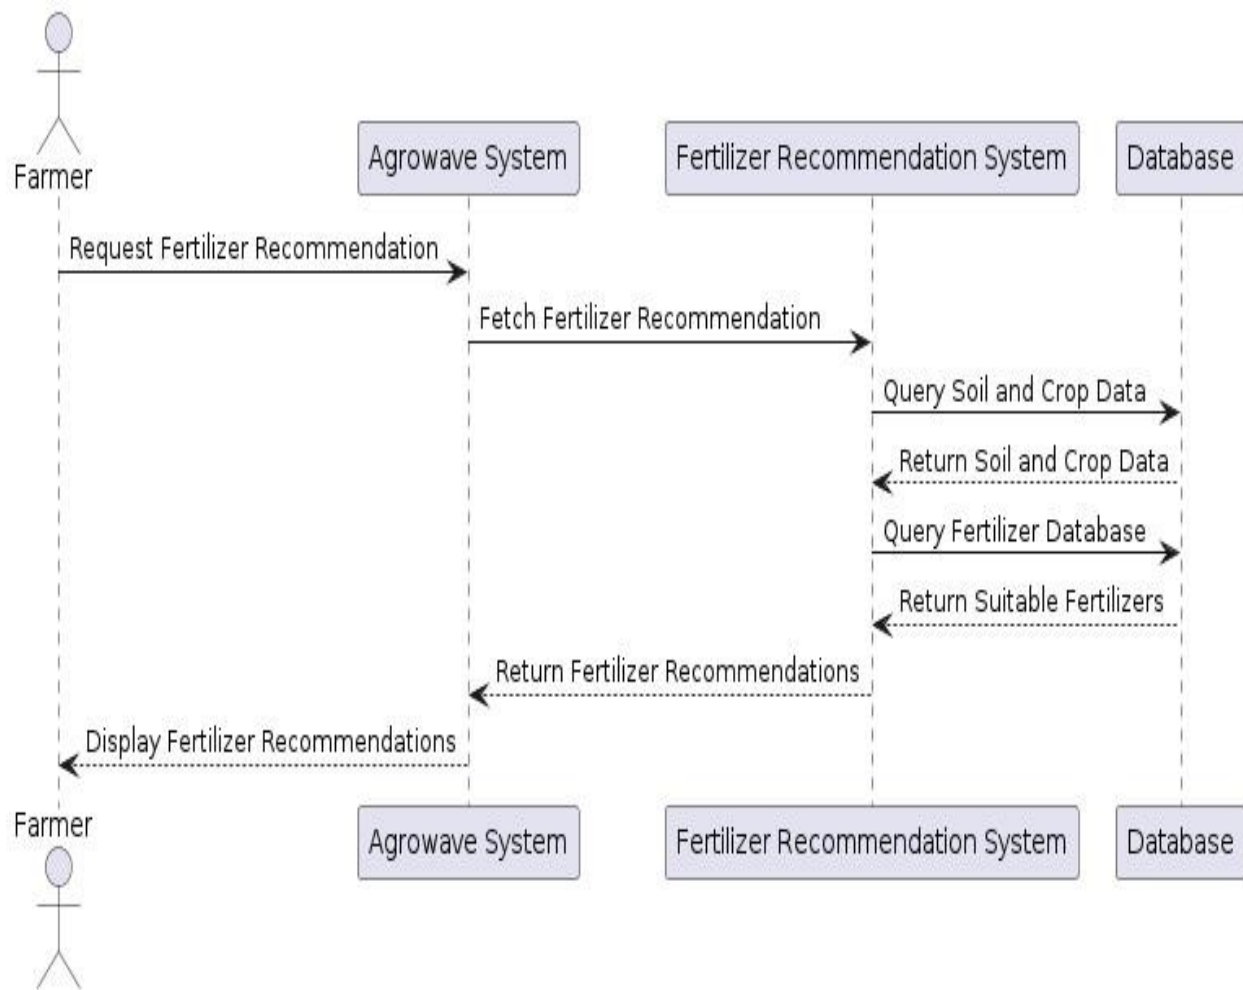 Farmer
Agrowave System
Fertilizer Recommendation System
Database
Request Fertilizer Recommendation
Fetch Fertilizer Recommendation
Query Soil and Crop Data
Return Soil and Crop Data
Query Fertilizer Database
Return Suitable Fertilizers
Return Fertilizer Recommendations
Display Fertilizer Recommendations
Farmer
Agrowave System
Fertilizer Recommendation System
Database